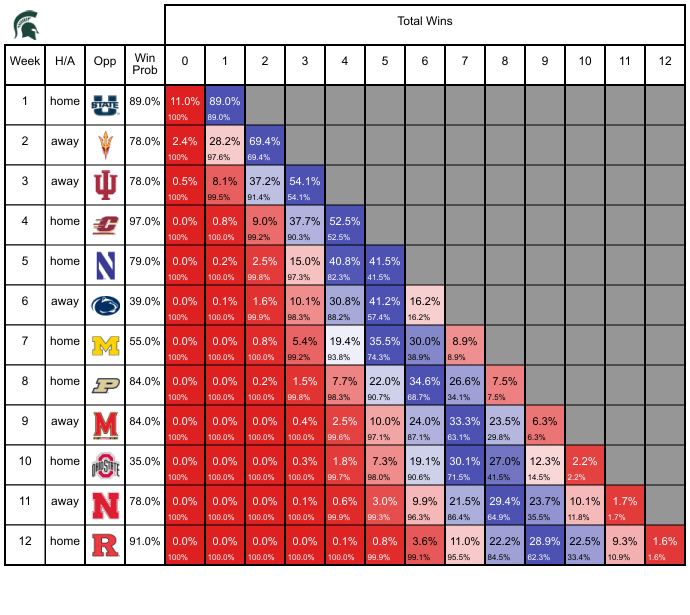 Total Wins
Week H/A Opp Win Prob 0 1 2 3 4 5 6 7 8 9 10 11 12
1 home U STATE 89.0% 11.0% 89.0%
100% 89.0%
2 away 78.0% 2.4% 28.2% 69.4%
100% 97.6% 69.4%
3 away 78.0% 0.5% 8.1% 37.2% 54.1%
100% 99.5% 91.4% 54.1%
4 home C 97.0% 0.0% 0.8% 9.0% 37.7% 52.5%
100% 100.0% 99.2% 90.3% 52.5%
5 home N 79.0% 0.0% 0.2% 2.5% 15.0% 40.8% 41.5%
100% 100.0% 99.8% 97.3% 82.3% 41.5%
6 away 39.0% 0.0% 0.1% 1.6% 10.1% 30.8% 41.2% 16.2%
100% 100.0% 99.9% 98.3% 88.2% 57.4% 16.2%
7 home M 55.0% 0.0% 0.0% 0.8% 5.4% 19.4% 35.5% 30.0% 8.9%
100% 100.0% 100.0% 99.2% 93.8% 74.3% 38.9% 8.9%
8 home P 84.0% 0.0% 0.0% 0.2% 1.5% 7.7% 22.0% 34.6% 26.6% 7.5%
100% 100.0% 100.0% 99.8% 98.3% 90.7% 68.7% 34.1% 7.5%
9 away M 84.0% 0.0% 0.0% 0.0% 0.4% 2.5% 10.0% 24.0% 33.3% 23.5% 6.3%
100% 100.0% 100.0% 100.0% 99.6% 97.1% 87.1% 63.1% 29.8% 6.3%
10 home OHIO STATE 35.0% 0.0% 0.0% 0.0% 0.3% 1.8% 7.3% 19.1% 30.1% 27.0% 12.3% 2.2%
100% 100.0% 100.0% 100.0% 99.7% 98.0% 90.6% 71.5% 41.5% 14.5% 2.2%
11 away N 78.0% 0.0% 0.0% 0.0% 0.1% 0.6% 3.0% 9.9% 21.5% 29.4% 23.7% 10.1% 1.7%
100% 100.0% 100.0% 100.0% 99.9% 99.3% 96.3% 86.4% 64.9% 35.5% 11.8% 1.7%
12 home R 91.0% 0.0% 0.0% 0.0% 0.0% 0.1% 0.8% 3.6% 11.0% 22.2% 28.9% 22.5% 9.3% 1.6%
100% 100.0% 100.0% 100.0% 100.0% 99.9% 99.1% 95.5% 84.5% 62.3% 33.4% 10.9% 1.6%